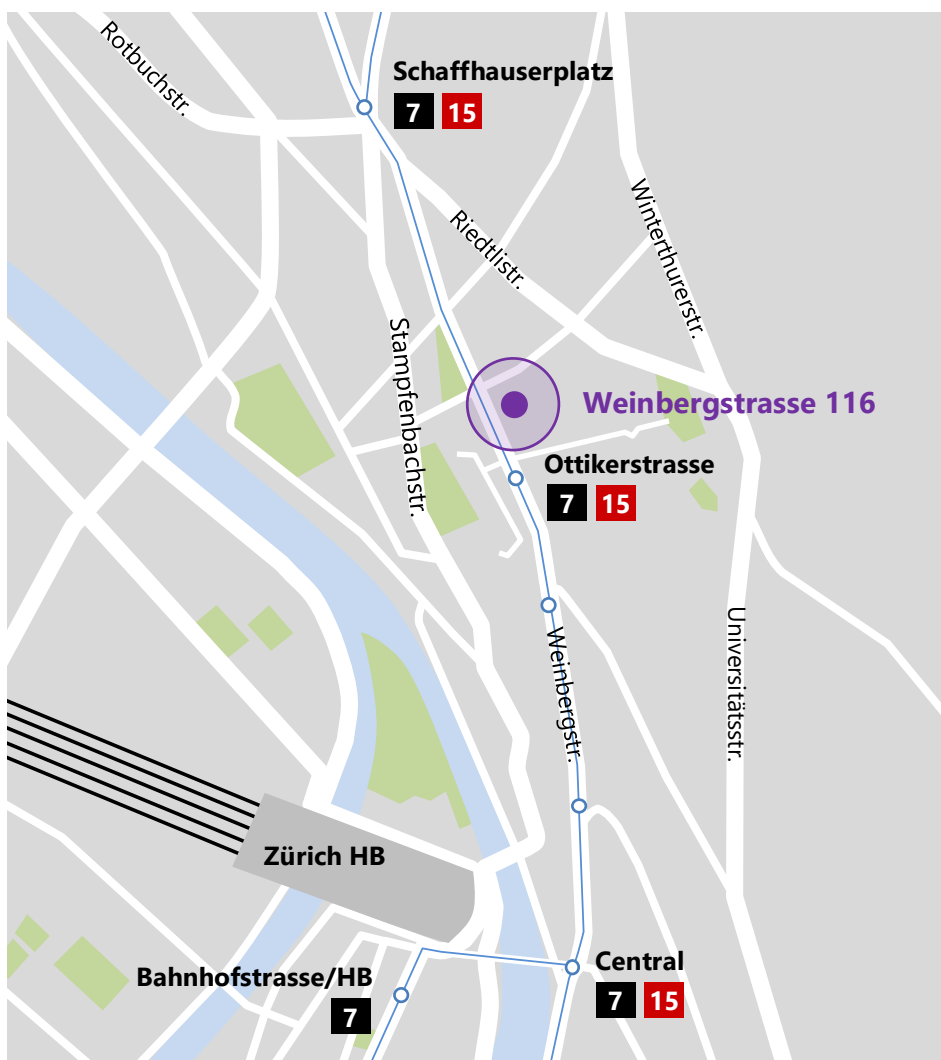 Rotbuchstr.
Schaffhauserplatz
7 15
Riedtlistr.
Winterthurerstr.
Stampfenbachstr.
Weinbergstrasse 116
Ottikerstrasse
7 15
Weinbergstr.
Universitätsstr.
Zürich HB
Central
7 15
Bahnhofstrasse/HB
7